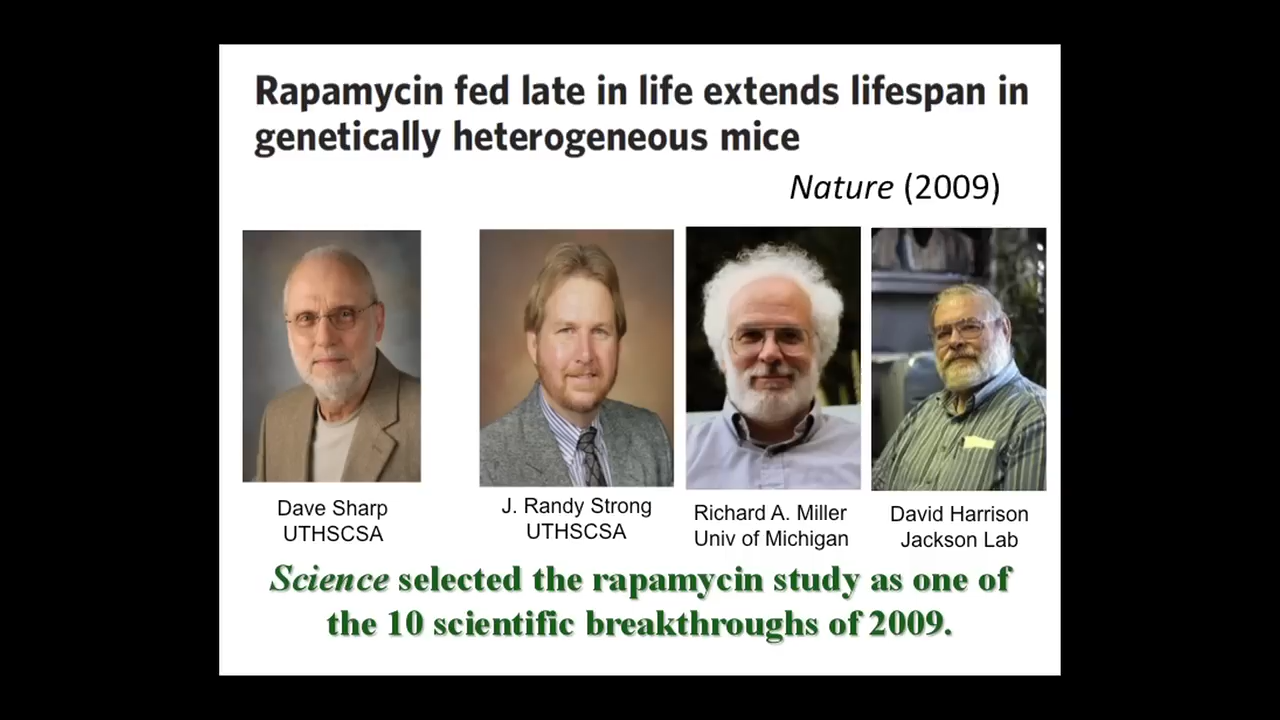 Rapamycin fed late in life extends lifespan in
genetically heterogeneous mice
Nature (2009)
Dave Sharp
UTHSCSA
J. Randy Strong
UTHSCSA
Richard A. Miller
Univ of Michigan
David Harrison
Jackson Lab
Science selected the rapamycin study as one of
the 10 scientific breakthroughs of 2009.